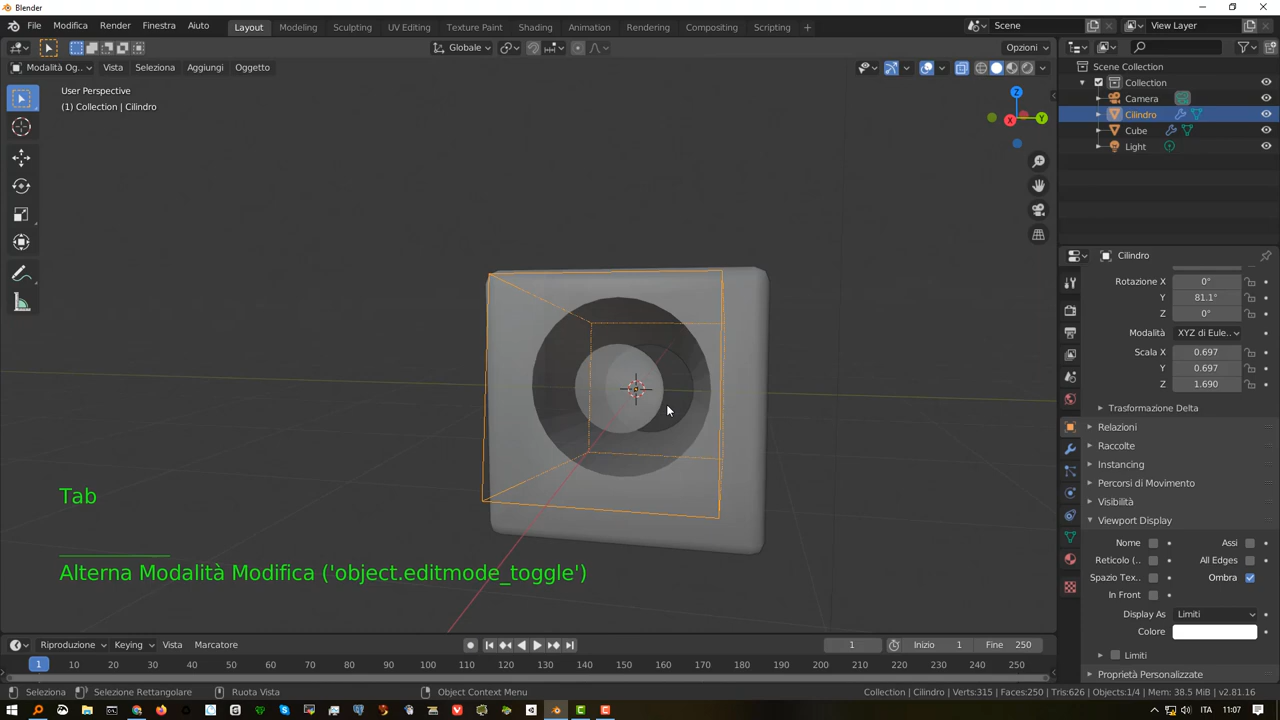 Blender
File Modifica Render Finestra Aiuto Layout Modeling Sculpting UV Editing Texture Paint Shading Animation Rendering Compositing Scripting + Scene View Layer
Globale Opzioni
Modalità Og.. Vista Seleziona Aggiungi Oggetto
User Perspective
(1) Collection | Cilindro
Z
X Y
Scene Collection
Collection
Camera
Cilindro
Cube
Light
Cilindro
Rotazione X 0°
Y 81.1°
Z 0°
Modalità XYZ di Eule..
Scala X 0.697
Y 0.697
Z 1.690
Trasformazione Delta
Relazioni
Raccolte
Instancing
Percorsi di Movimento
Visibilità
Viewport Display
Nome Assi
Reticolo (.. All Edges
Spazio Tex.. Ombra
In Front
Display As Limiti
Colore
Limiti
Proprietà Personalizzate
Tab
Alterna Modalità Modifica ('object.editmode_toggle')
Riproduzione Keying Vista Marcatore 1 Inizio 1 Fine 250
1 10 20 30 40 50 60 70 80 90 100 110 120 130 140 150 160 170 180 190 200 210 220 230 240 250
Seleziona Selezione Rettangolare Ruota Vista Object Context Menu Collection | Cilindro | Verts:315 | Faces:250 | Tris:626 | Objects:1/4 | Mem: 38.5 MiB | v2.81.16
ITA 11:07